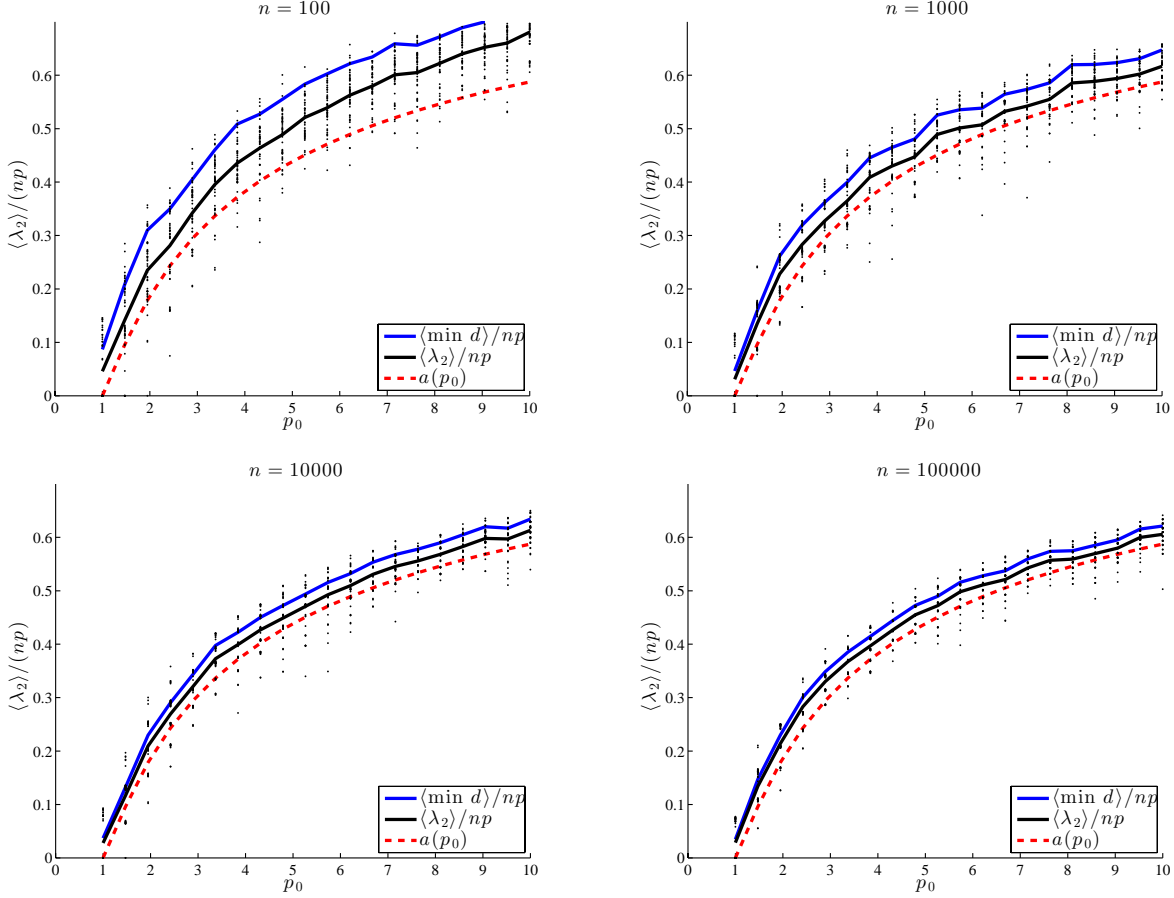 n = 100
⟨λ₂⟩/(np)
0.6
0.5
0.4
0.3
0.2
0.1
0
0 1 2 3 4 5 6 7 8 9 10
p₀
⟨min d⟩/np
⟨λ₂⟩/np
a(p₀)
n = 1000
⟨λ₂⟩/(np)
0.6
0.5
0.4
0.3
0.2
0.1
0
0 1 2 3 4 5 6 7 8 9 10
p₀
⟨min d⟩/np
⟨λ₂⟩/np
a(p₀)
n = 10000
⟨λ₂⟩/(np)
0.6
0.5
0.4
0.3
0.2
0.1
0
0 1 2 3 4 5 6 7 8 9 10
p₀
⟨min d⟩/np
⟨λ₂⟩/np
a(p₀)
n = 100000
⟨λ₂⟩/(np)
0.6
0.5
0.4
0.3
0.2
0.1
0
0 1 2 3 4 5 6 7 8 9 10
p₀
⟨min d⟩/np
⟨λ₂⟩/np
a(p₀)